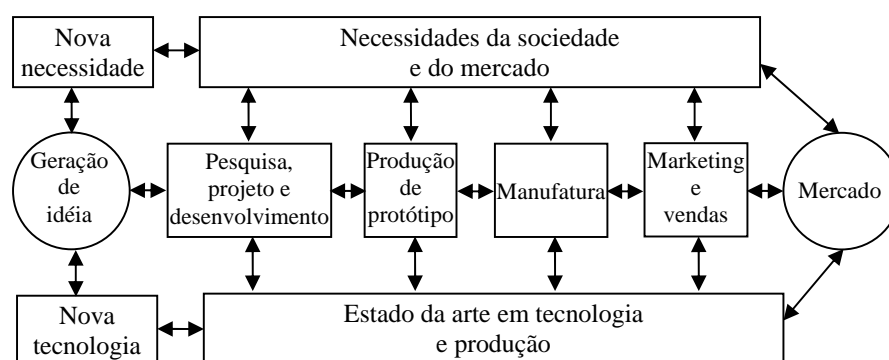 Nova
necessidade
Necessidades da sociedade
e do mercado
Geração
de
idéia
Pesquisa,
projeto e
desenvolvimento
Produção
de
protótipo
Manufatura
Marketing
e
vendas
Mercado
Nova
tecnologia
Estado da arte em tecnologia
e produção